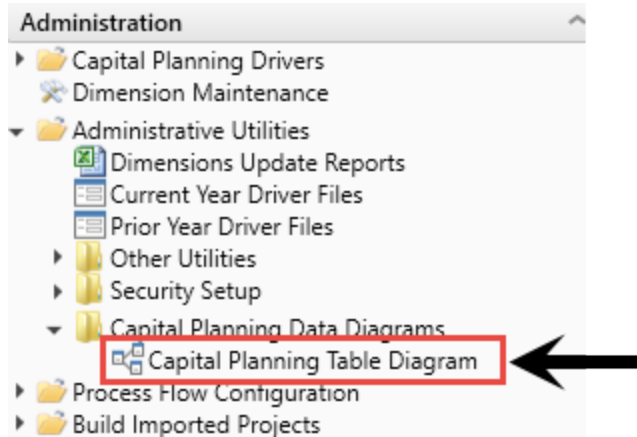 Administration
Capital Planning Drivers
Dimension Maintenance
Administrative Utilities
Dimensions Update Reports
Current Year Driver Files
Prior Year Driver Files
Other Utilities
Security Setup
Capital Planning Data Diagrams
Capital Planning Table Diagram
Process Flow Configuration
Build Imported Projects